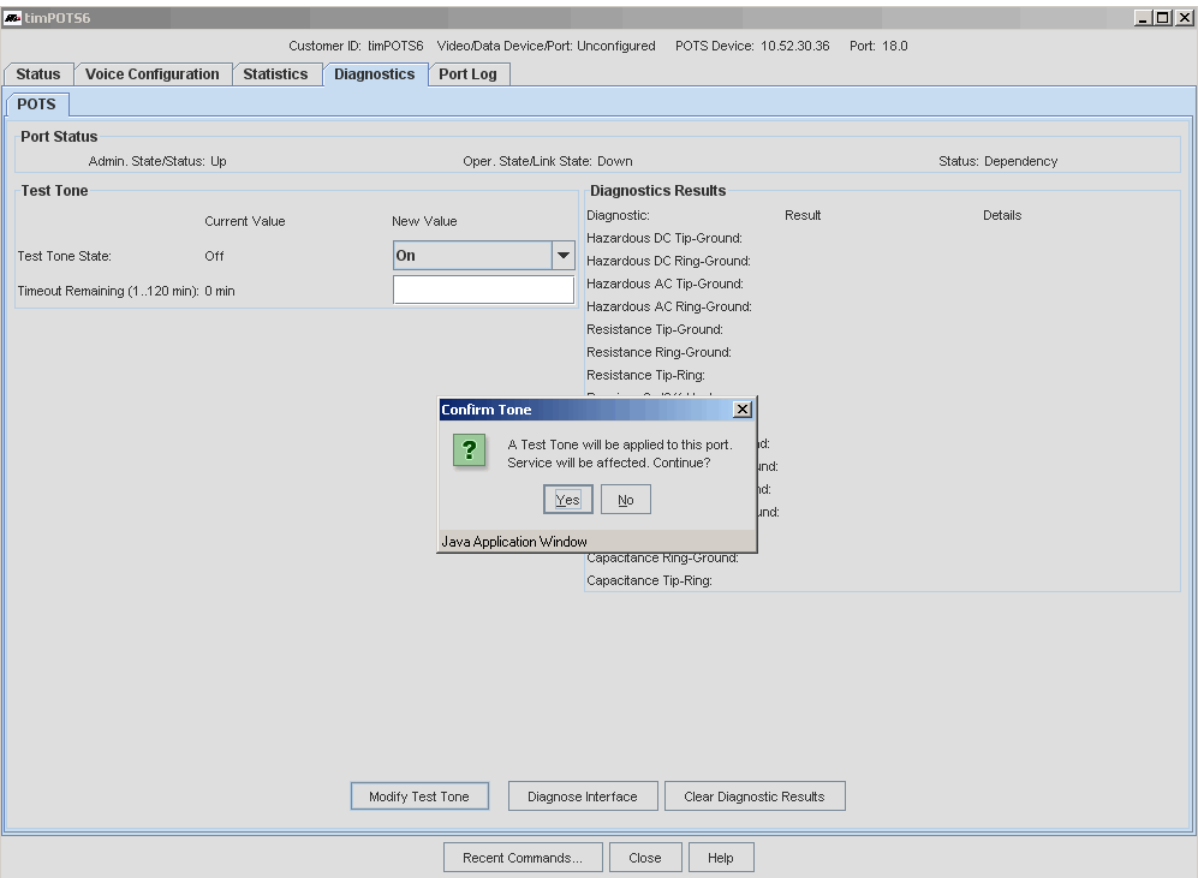 timPOTS6
Customer ID: timPOTS6 Video/Data Device/Port: Unconfigured POTS Device: 10.52.30.36 Port: 18.0
Status Voice Configuration Statistics Diagnostics Port Log
POTS
Port Status
Admin. State/Status: Up Oper. State/Link State: Down Status: Dependency
Test Tone
Current Value New Value
Test Tone State: Off On
Timeout Remaining (1..120 min): 0 min
Diagnostics Results
Diagnostic: Result Details
Hazardous DC Tip-Ground:
Hazardous DC Ring-Ground:
Hazardous AC Tip-Ground:
Hazardous AC Ring-Ground:
Resistance Tip-Ground:
Resistance Ring-Ground:
Resistance Tip-Ring:
Confirm Tone
A Test Tone will be applied to this port.
Service will be affected. Continue?
Yes No
Java Application Window
Capacitance Ring-Ground:
Capacitance Tip-Ring:
Modify Test Tone Diagnose Interface Clear Diagnostic Results
Recent Commands... Close Help